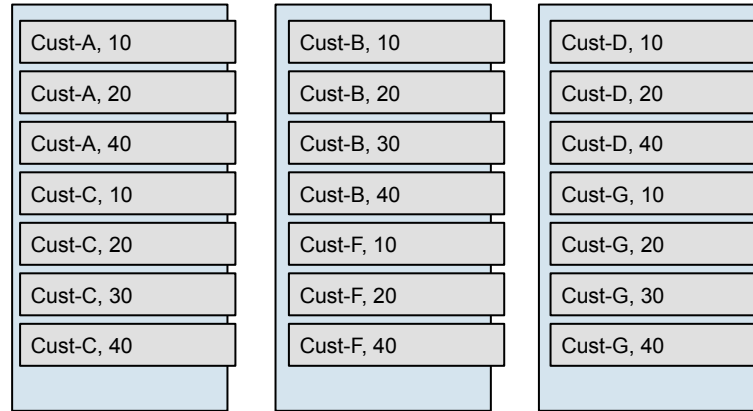 Cust-A, 10
Cust-A, 20
Cust-A, 40
Cust-C, 10
Cust-C, 20
Cust-C, 30
Cust-C, 40
Cust-B, 10
Cust-B, 20
Cust-B, 30
Cust-B, 40
Cust-F, 10
Cust-F, 20
Cust-F, 40
Cust-D, 10
Cust-D, 20
Cust-D, 40
Cust-G, 10
Cust-G, 20
Cust-G, 30
Cust-G, 40